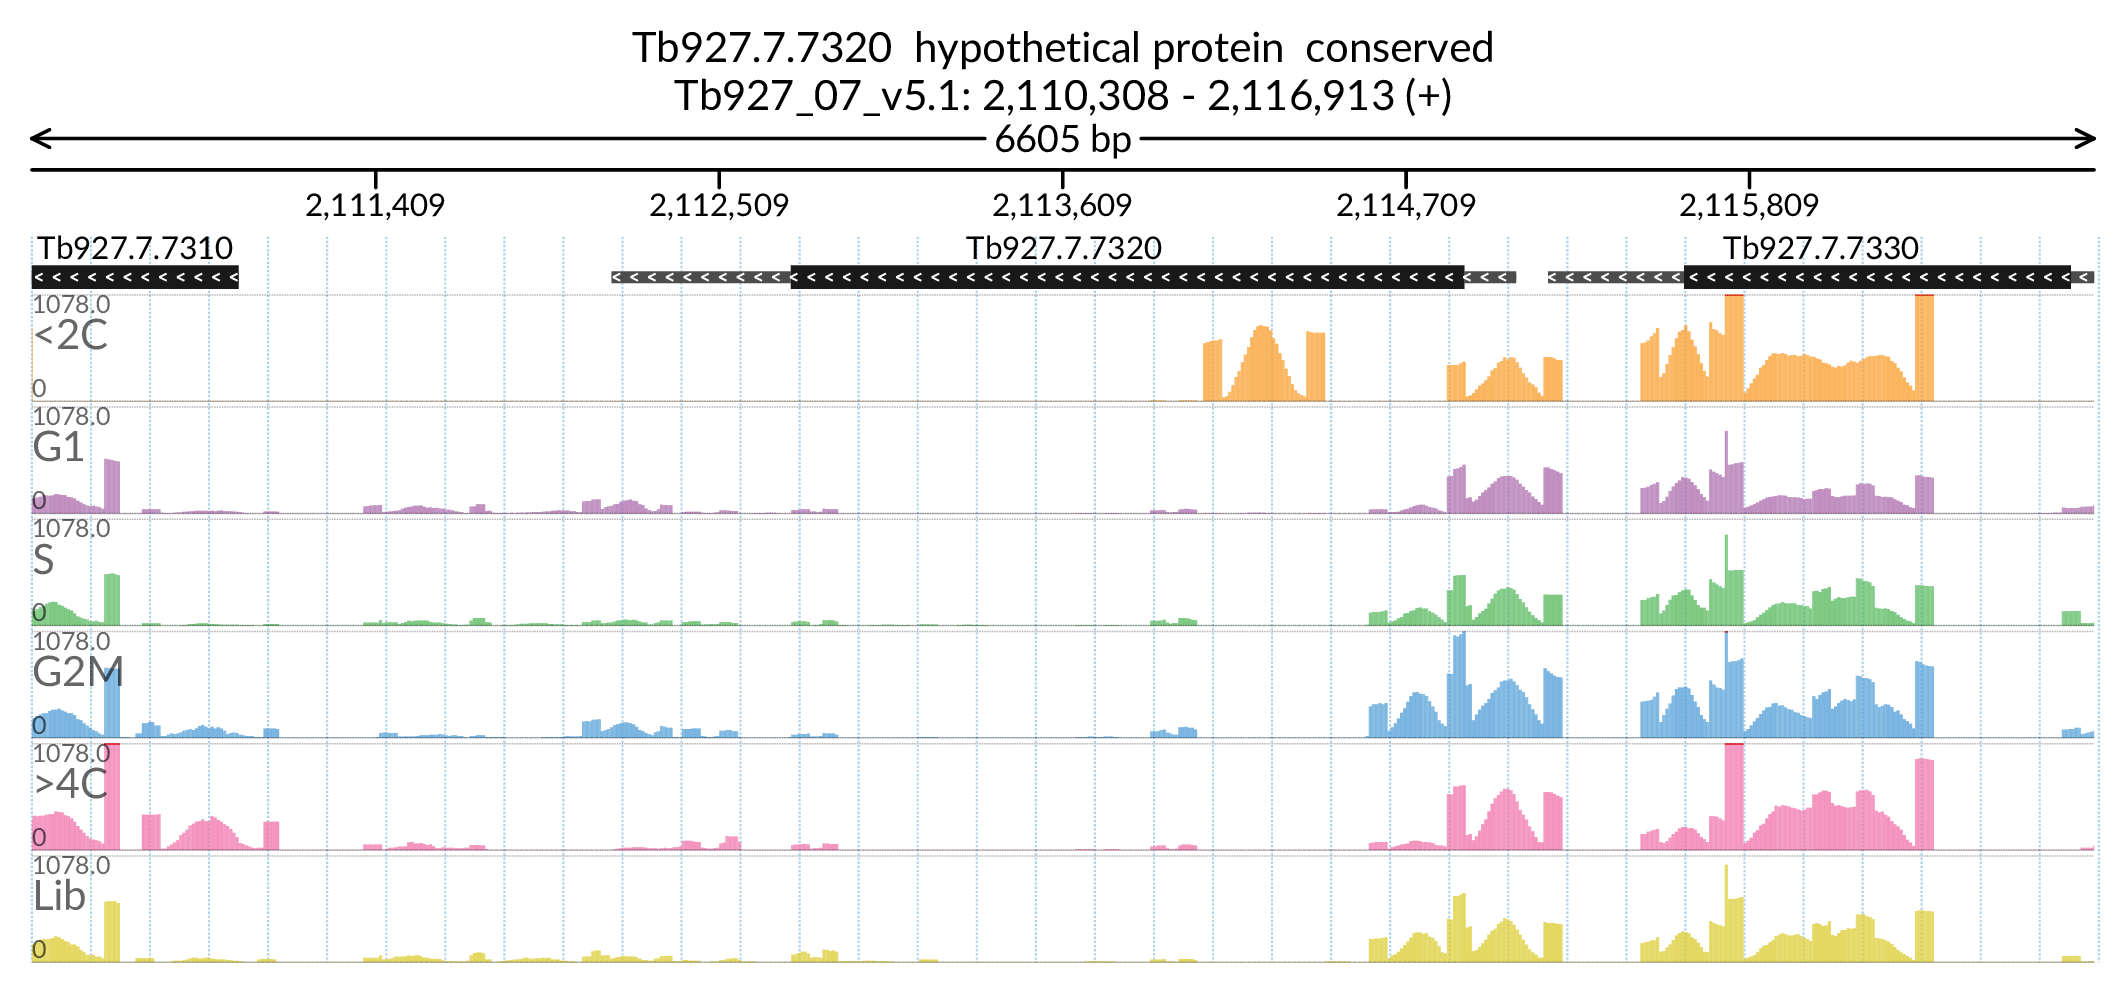 Tb927.7.7320 hypothetical protein conserved
Tb927_07_v5.1: 2,110,308 - 2,116,913 (+)
6605 bp
2,111,409 2,112,509 2,113,609 2,114,709 2,115,809
Tb927.7.7310 Tb927.7.7320 Tb927.7.7330
1078.0
<2C
0
1078.0
G1
0
1078.0
S
0
1078.0
G2M
0
1078.0
>4C
0
1078.0
Lib
0